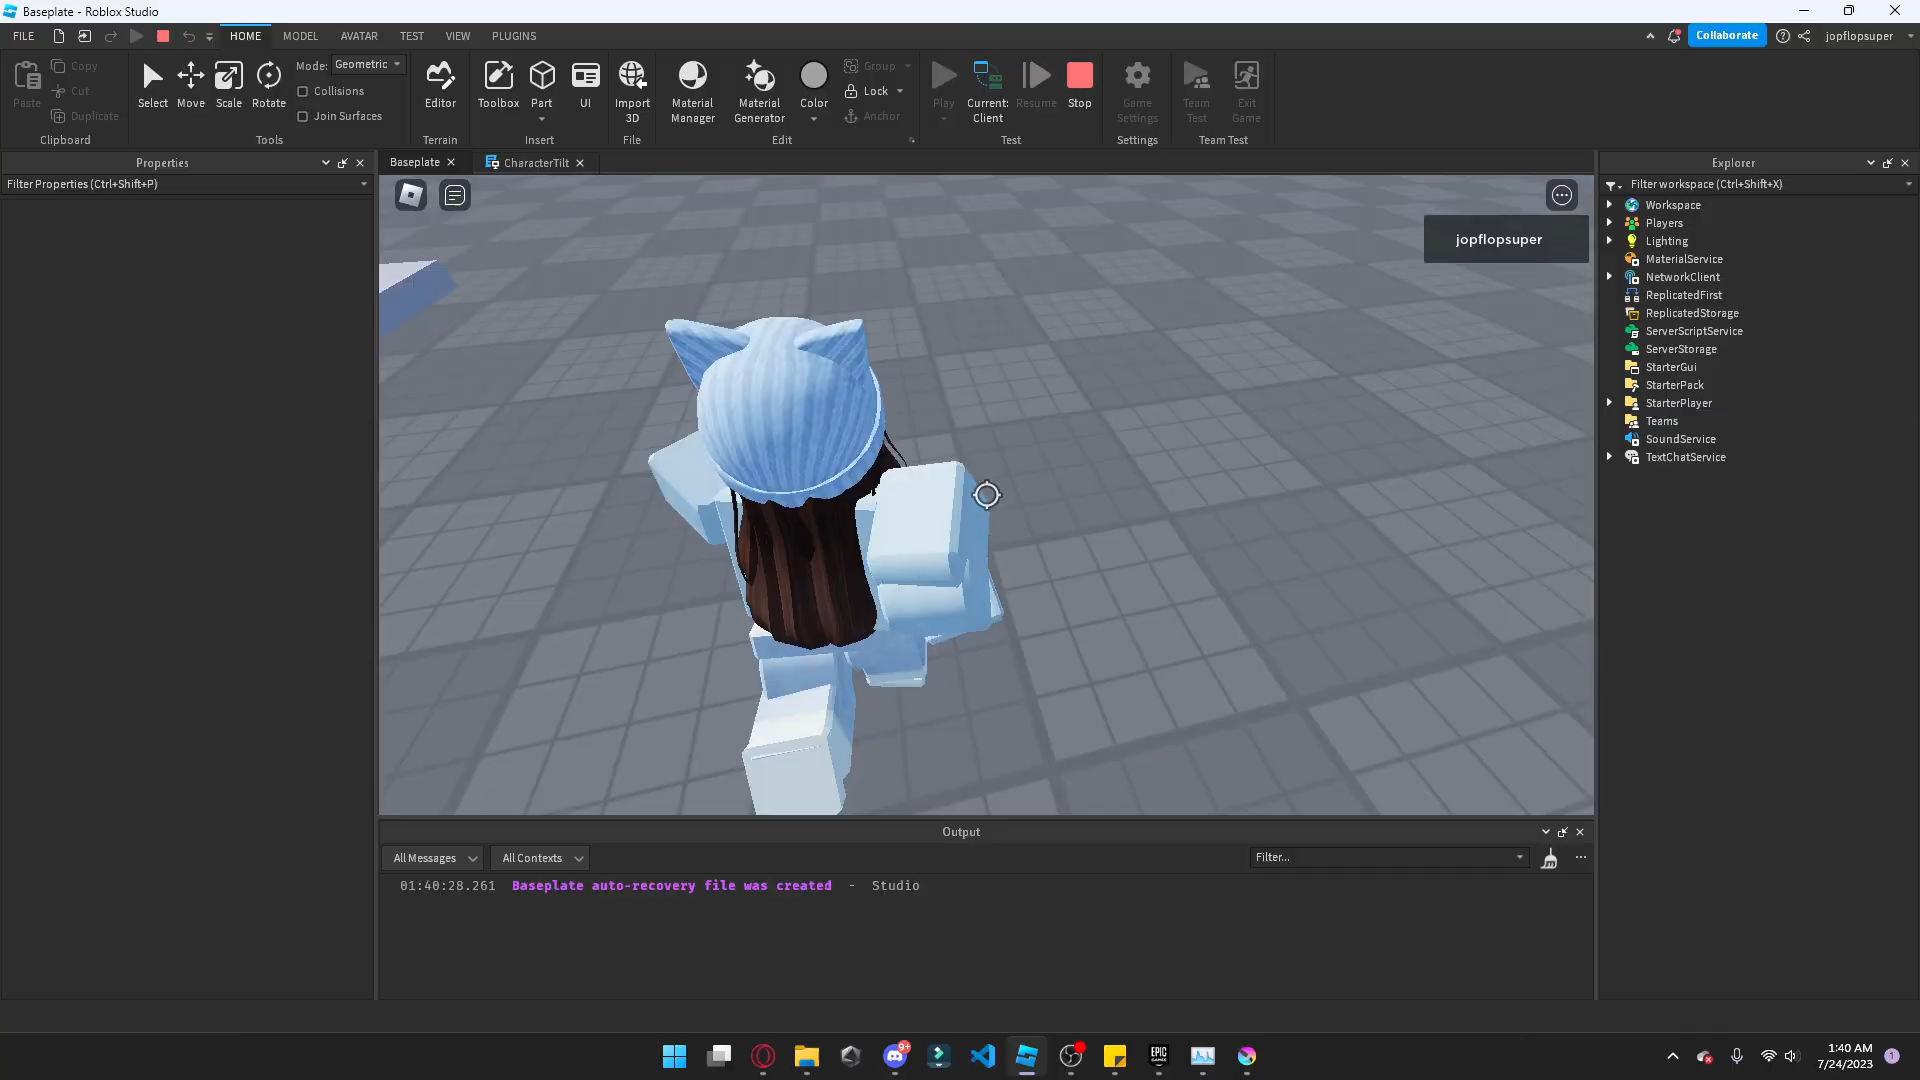 Baseplate - Roblox Studio
FILE HOME MODEL AVATAR TEST VIEW PLUGINS Collaborate jopflopsuper
Paste Copy Cut Duplicate
Clipboard
Select Move Scale Rotate
Mode: Geometric
Collisions
Join Surfaces
Tools
Editor
Terrain
Toolbox Part UI
Insert
Import 3D
File
Material Manager
Material Generator
Color
Group
Lock
Anchor
Edit
Play
Current: Client
Resume
Stop
Test
Game Settings
Settings
Team Test
Exit Game
Team Test
Properties
Filter Properties (Ctrl+Shift+P)
Baseplate
CharacterTilt
jopflopsuper
Explorer
Filter workspace (Ctrl+Shift+X)
Workspace
Players
Lighting
MaterialService
NetworkClient
ReplicatedFirst
ReplicatedStorage
ServerScriptService
ServerStorage
StarterGui
StarterPack
StarterPlayer
Teams
SoundService
TextChatService
Output
All Messages All Contexts Filter...
01:40:28.261 Baseplate auto-recovery file was created - Studio
9+
EPIC GAMES
1:40 AM
7/24/2023
1